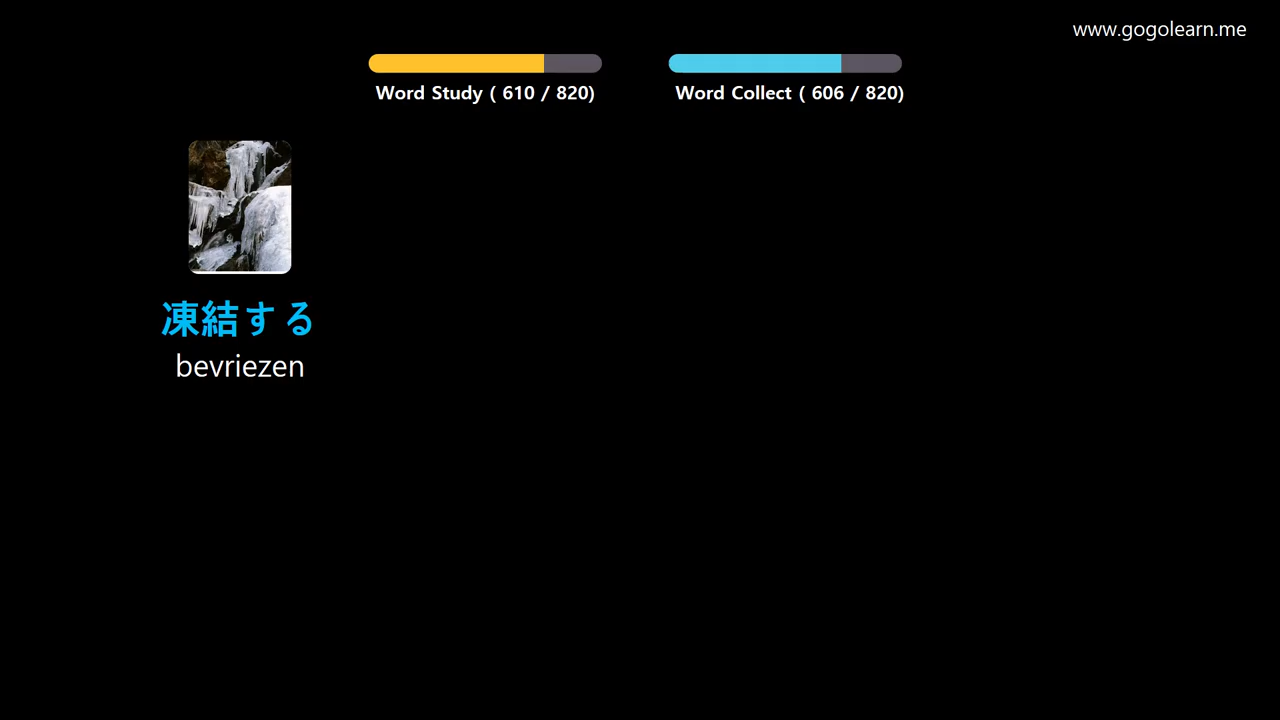 www.gogolearn.me
Word Study ( 610 / 820)
Word Collect ( 606 / 820)
凍結する
bevriezen